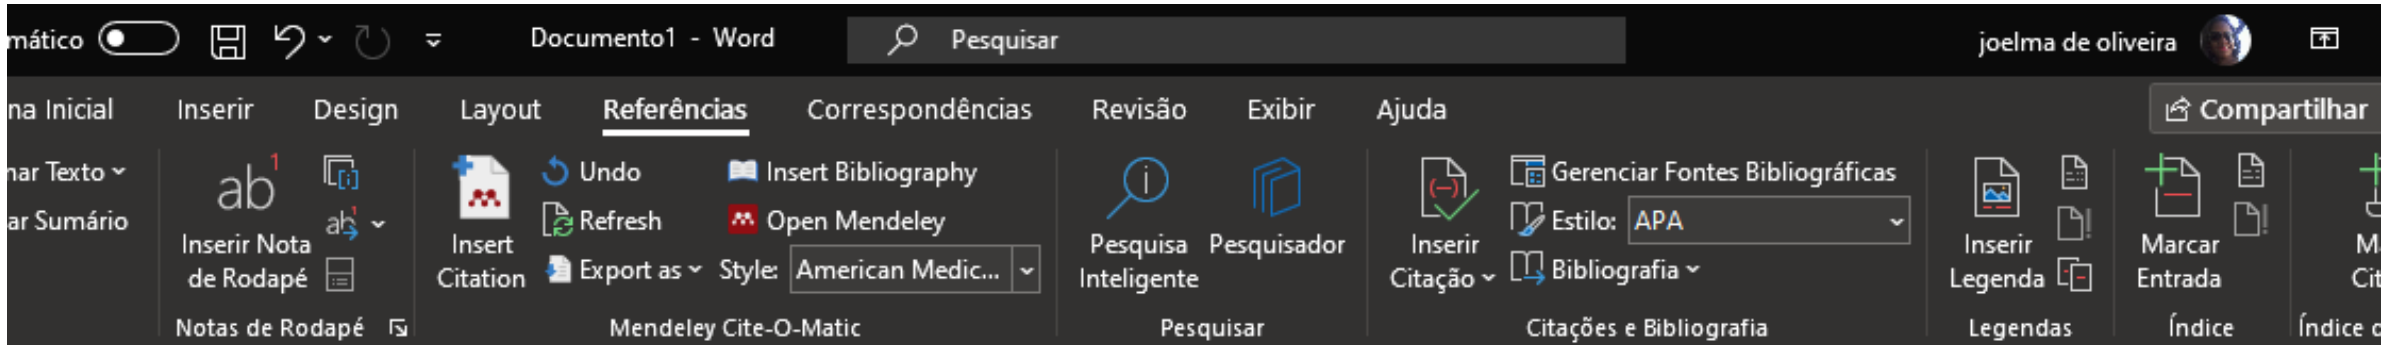 mático
Documento1 - Word
Pesquisar
joelma de oliveira
na Inicial
Inserir
Design
Layout
Referências
Correspondências
Revisão
Exibir
Ajuda
Compartilhar
nar Texto
ar Sumário
ab1
Inserir Nota
de Rodapé
Notas de Rodapé
Insert
Citation
Undo
Refresh
Export as
Insert Bibliography
Open Mendeley
Style: American Medic...
Mendeley Cite-O-Matic
Pesquisa
Inteligente
Pesquisador
Pesquisar
Inserir
Citação
Gerenciar Fontes Bibliográficas
Estilo: APA
Bibliografia
Citações e Bibliografia
Inserir
Legenda
Legendas
Marcar
Entrada
Índice
M
Cit
Índice d